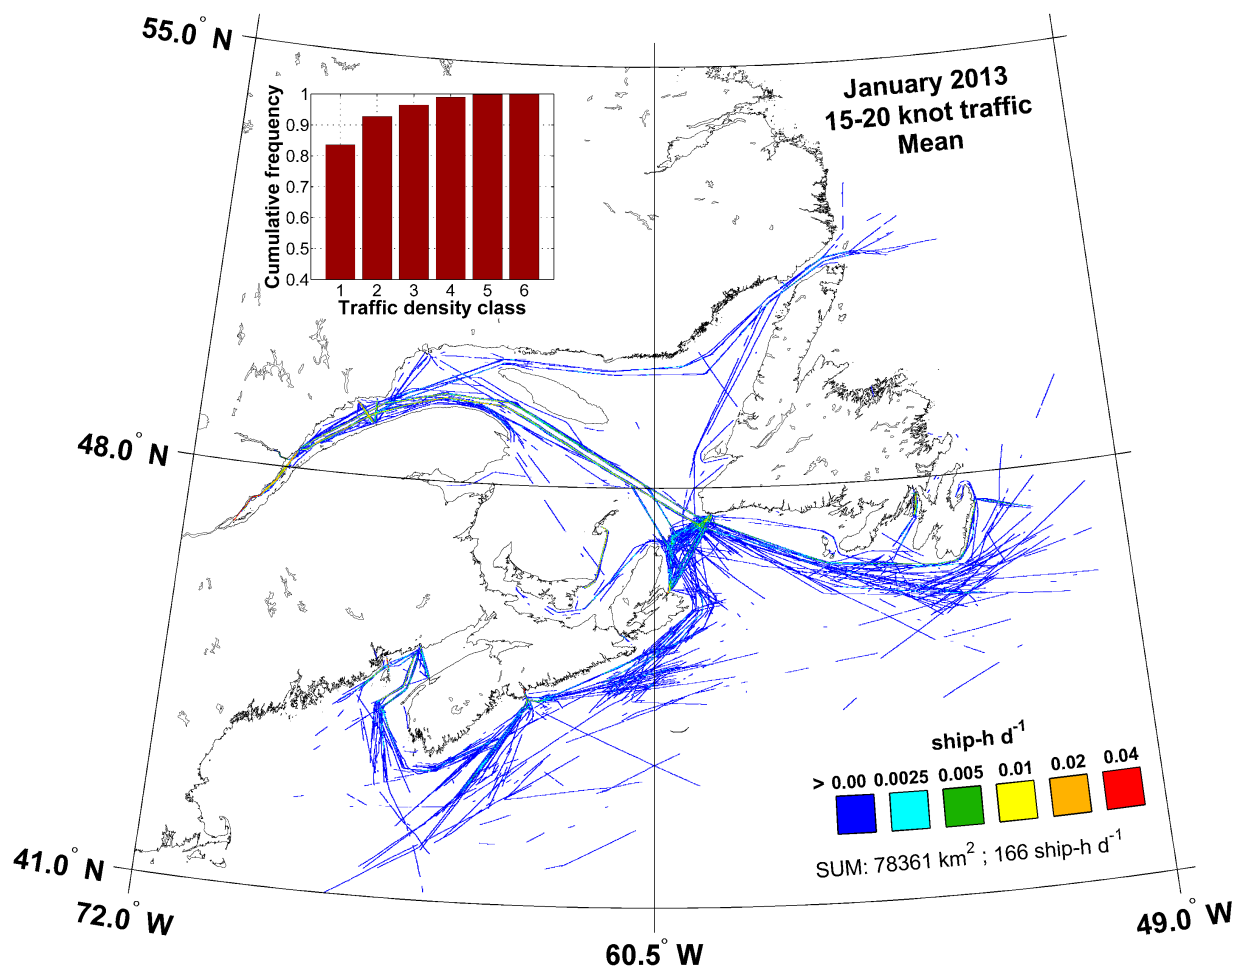 55.0° N
January 2013
15-20 knot traffic
Mean
Cumulative frequency
1
0.9
0.8
0.7
0.6
0.5
0.4
1 2 3 4 5 6
Traffic density class
48.0° N
ship-h d⁻¹
> 0.00 0.0025 0.005 0.01 0.02 0.04
SUM: 78361 km² ; 166 ship-h d⁻¹
41.0° N
72.0° W
60.5° W
49.0° W